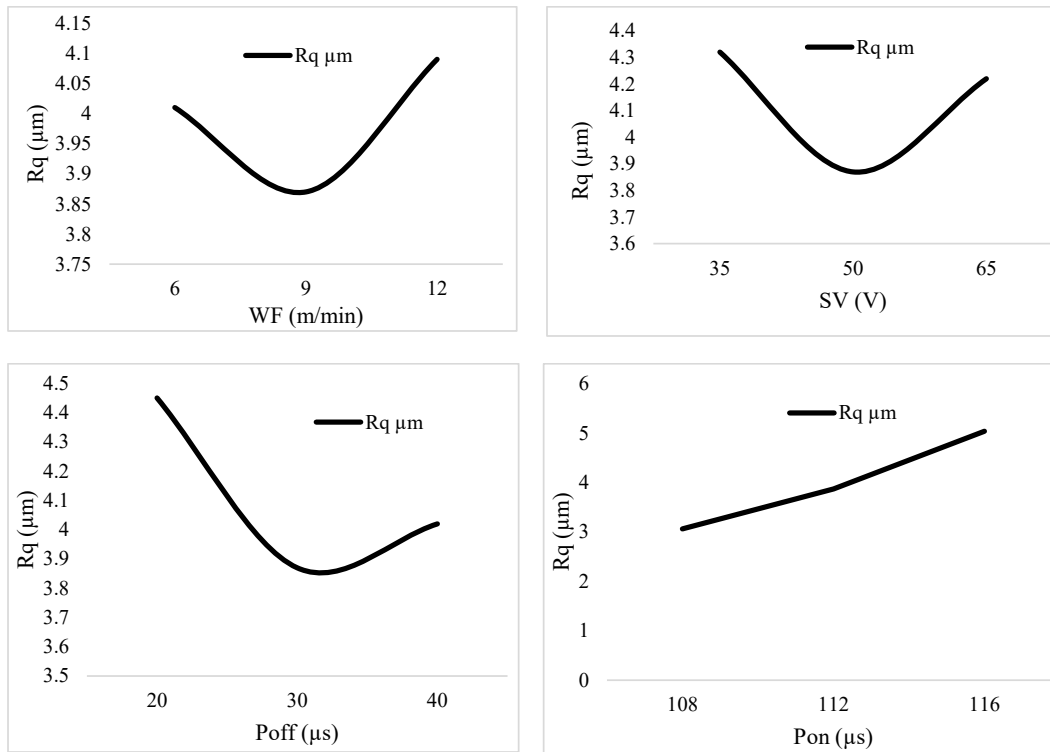 4.15
4.1
4.05
4
3.95
3.9
3.85
3.8
3.75
Rq (µm)
Rq µm
6 9 12
WF (m/min)
4.4
4.3
4.2
4.1
4
3.9
3.8
3.7
3.6
Rq (µm)
Rq µm
35 50 65
SV (V)
4.5
4.4
4.3
4.2
4.1
4
3.9
3.8
3.7
3.6
3.5
Rq (µm)
Rq µm
20 30 40
Poff (µs)
6
5
4
3
2
1
0
Rq (µm)
Rq µm
108 112 116
Pon (µs)